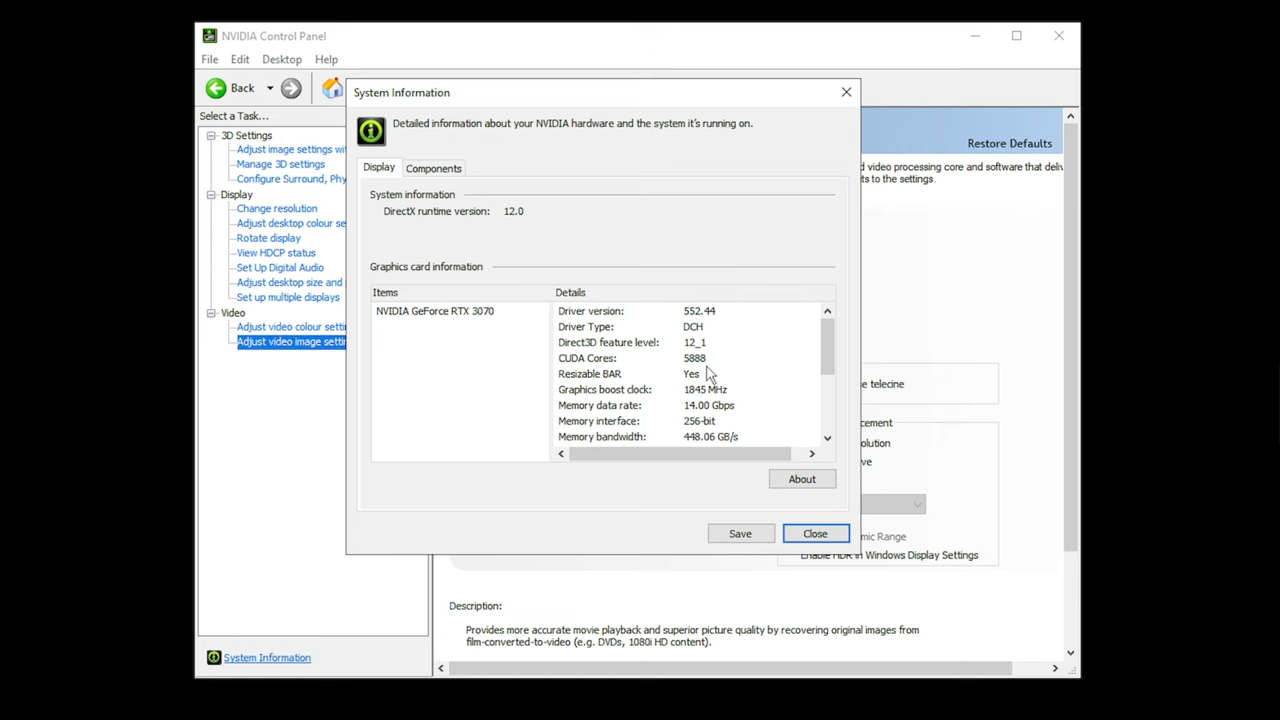 NVIDIA Control Panel
File Edit Desktop Help
Back
Select a Task...
3D Settings
Adjust image settings wi
Manage 3D settings
Configure Surround, Phy
Display
Change resolution
Adjust desktop colour se
Rotate display
View HDCP status
Set Up Digital Audio
Adjust desktop size and
Set up multiple displays
Video
Adjust video colour setti
Adjust video image settin
System Information
System Information
Detailed information about your NVIDIA hardware and the system it's running on.
Display Components
System information
DirectX runtime version: 12.0
Graphics card information
Items Details
NVIDIA GeForce RTX 3070
Driver version: 552.44
Driver Type: DCH
Direct3D feature level: 12_1
CUDA Cores: 5888
Resizable BAR Yes
Graphics boost clock: 1845 MHz
Memory data rate: 14.00 Gbps
Memory interface: 256-bit
Memory bandwidth: 448.06 GB/s
About
Save Close
Restore Defaults
d video processing core and software that deliv
ts to the settings.
e telecine
cement
olution
ve
mic Range
Enable HDR in Windows Display Settings
Description:
Provides more accurate movie playback and superior picture quality by recovering original images from
film-converted-to-video (e.g. DVDs, 1080i HD content).